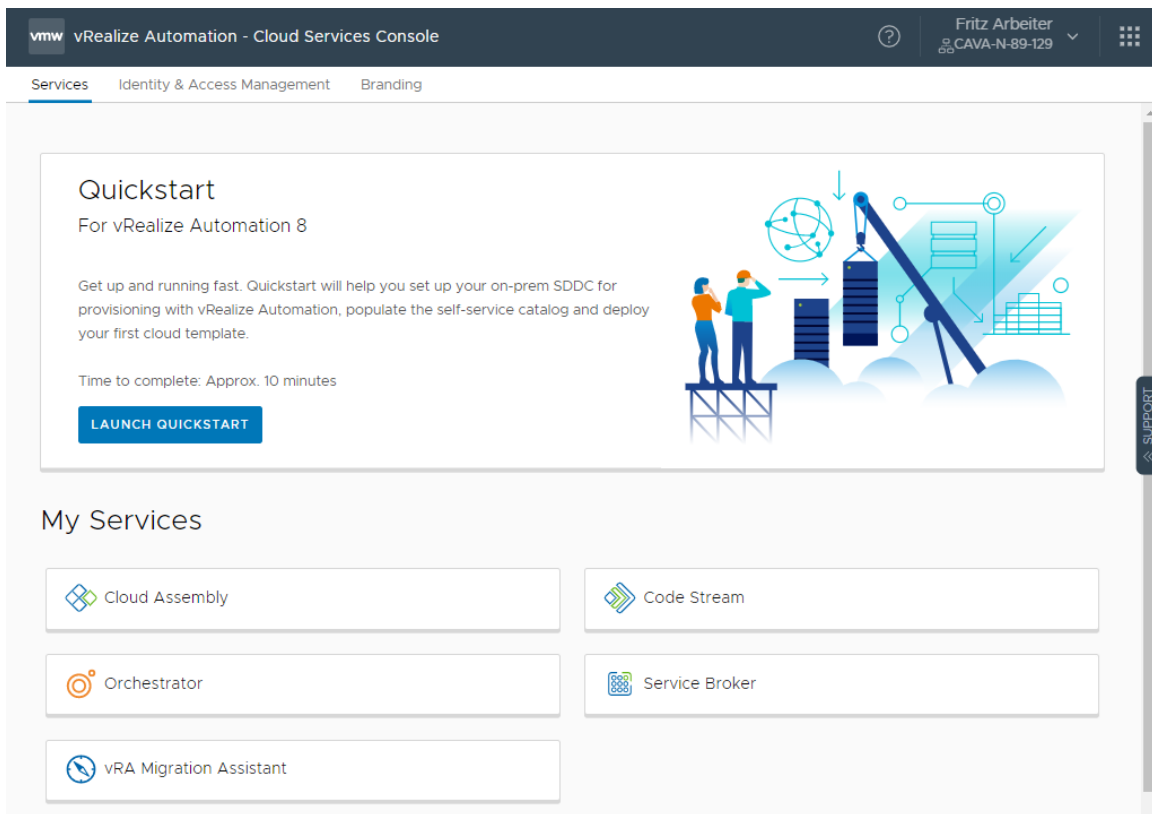 vmw vRealize Automation - Cloud Services Console
Fritz Arbeiter
CAVA-N-89-129
Services Identity & Access Management Branding
Quickstart
For vRealize Automation 8
Get up and running fast. Quickstart will help you set up your on-prem SDDC for
provisioning with vRealize Automation, populate the self-service catalog and deploy
your first cloud template.
Time to complete: Approx. 10 minutes
LAUNCH QUICKSTART
SUPPORT
My Services
Cloud Assembly
Code Stream
Orchestrator
Service Broker
vRA Migration Assistant